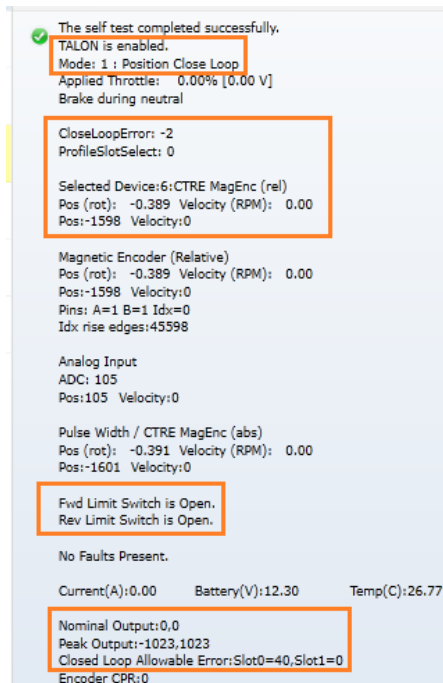 The self test completed successfully.
TALON is enabled.
Mode: 1 : Position Close Loop
Applied Throttle: 0.00% [0.00 V]
Brake during neutral
CloseLoopError: -2
ProfileSlotSelect: 0
Selected Device:6:CTRE MagEnc (rel)
Pos (rot): -0.389 Velocity (RPM): 0.00
Pos:-1598 Velocity:0
Magnetic Encoder (Relative)
Pos (rot): -0.389 Velocity (RPM): 0.00
Pos:-1598 Velocity:0
Pins: A=1 B=1 Idx=0
Idx rise edges:45598
Analog Input
ADC: 105
Pos:105 Velocity:0
Pulse Width / CTRE MagEnc (abs)
Pos (rot): -0.391 Velocity (RPM): 0.00
Pos:-1601 Velocity:0
Fwd Limit Switch is Open.
Rev Limit Switch is Open.
No Faults Present.
Current(A):0.00 Battery(V):12.30 Temp(C):26.77
Nominal Output:0,0
Peak Output:-1023,1023
Closed Loop Allowable Error:Slot0=40,Slot1=0
Encoder CPR:0